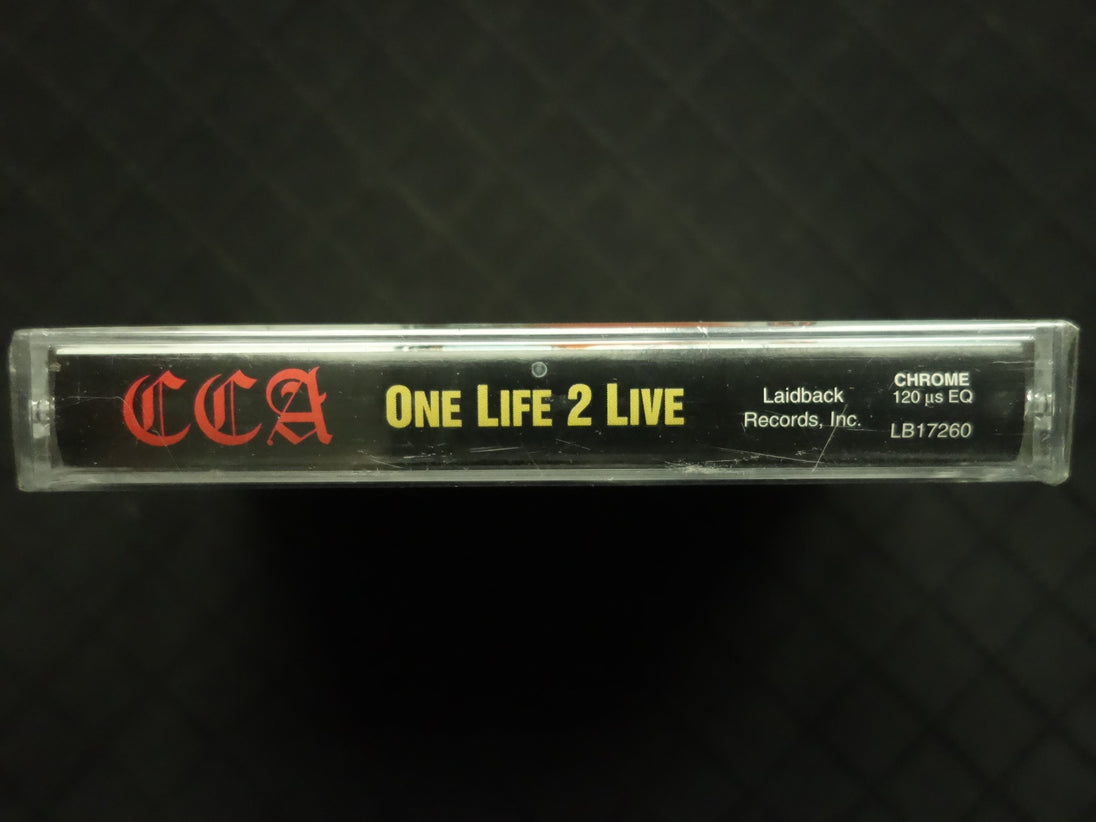 CCA
ONE LIFE 2 LIVE
Laidback
Records, Inc.
CHROME
120 µs EQ
LB17260